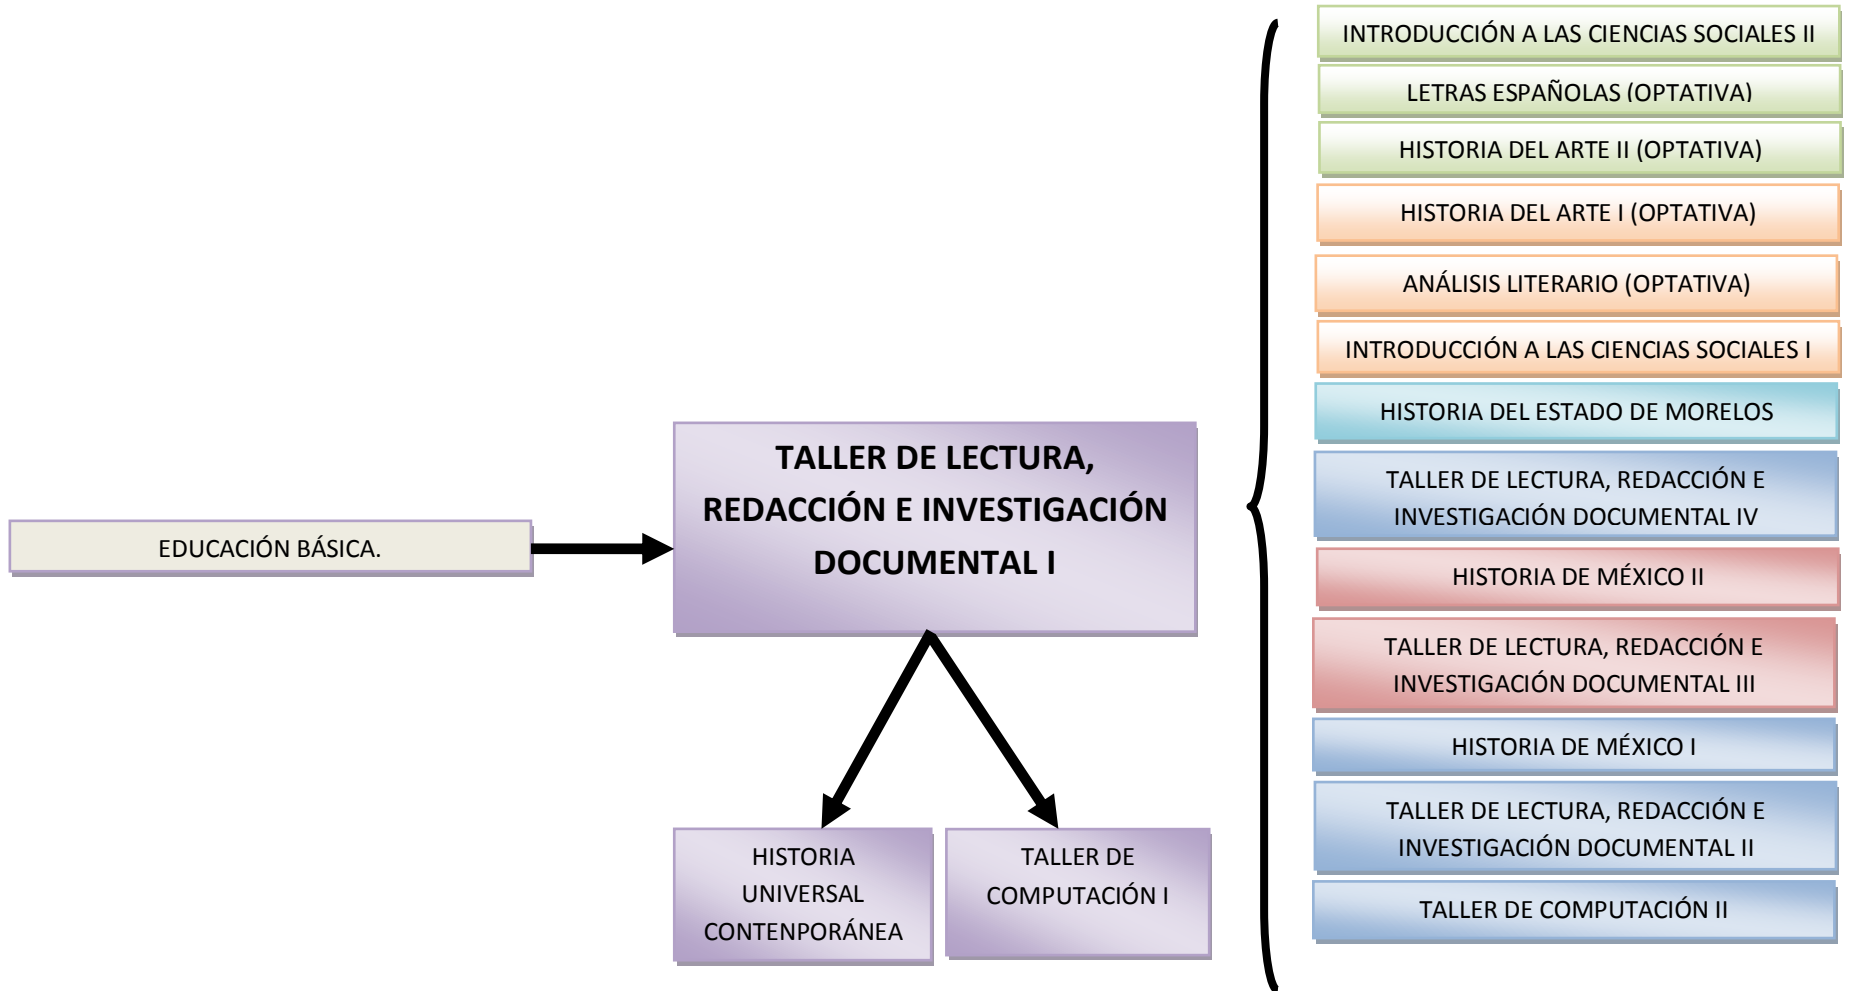 EDUCACIÓN BÁSICA.
TALLER DE LECTURA,
REDACCIÓN E INVESTIGACIÓN
DOCUMENTAL I
HISTORIA
UNIVERSAL
CONTENPORÁNEA
TALLER DE
COMPUTACIÓN I
INTRODUCCIÓN A LAS CIENCIAS SOCIALES II
LETRAS ESPAÑOLAS (OPTATIVA)
HISTORIA DEL ARTE II (OPTATIVA)
HISTORIA DEL ARTE I (OPTATIVA)
ANÁLISIS LITERARIO (OPTATIVA)
INTRODUCCIÓN A LAS CIENCIAS SOCIALES I
HISTORIA DEL ESTADO DE MORELOS
TALLER DE LECTURA, REDACCIÓN E
INVESTIGACIÓN DOCUMENTAL IV
HISTORIA DE MÉXICO II
TALLER DE LECTURA, REDACCIÓN E
INVESTIGACIÓN DOCUMENTAL III
HISTORIA DE MÉXICO I
TALLER DE LECTURA, REDACCIÓN E
INVESTIGACIÓN DOCUMENTAL II
TALLER DE COMPUTACIÓN II